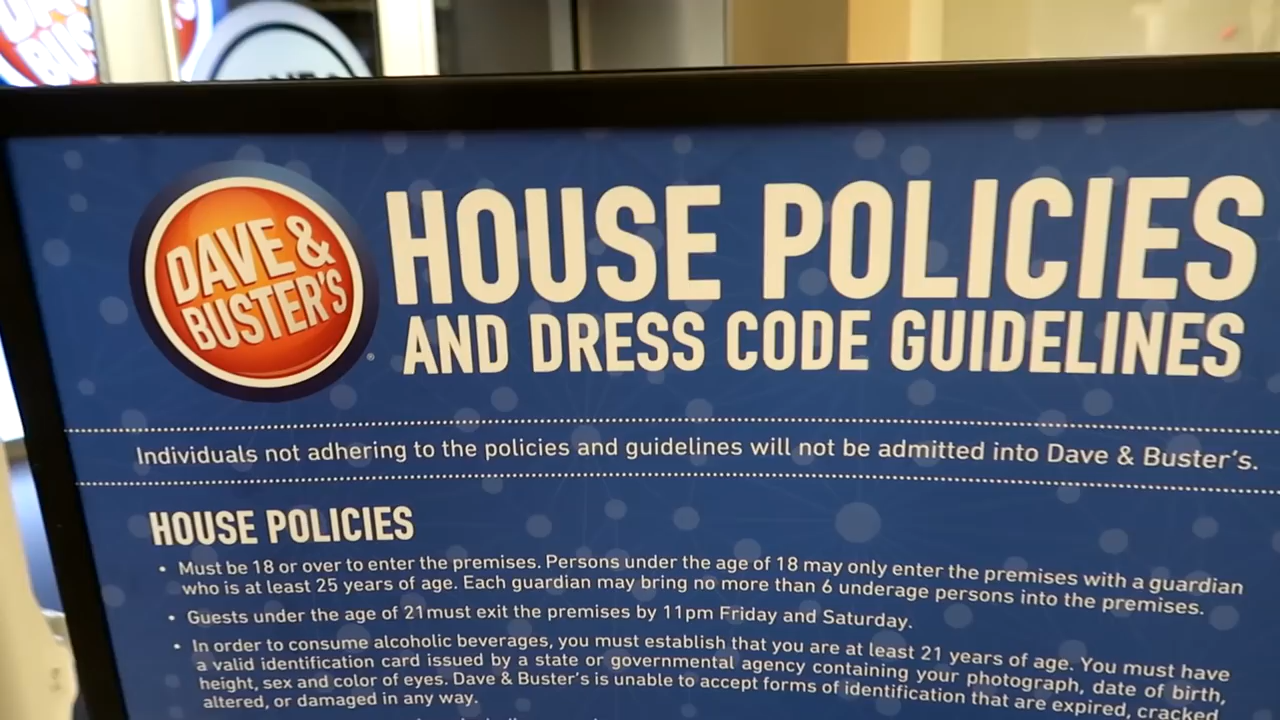 DAVE &
BUSTER'S
HOUSE POLICIES
AND DRESS CODE GUIDELINES
Individuals not adhering to the policies and guidelines will not be admitted into Dave & Buster's.
HOUSE POLICIES
• Must be 18 or over to enter the premises. Persons under the age of 18 may only enter the premises with a guardian
who is at least 25 years of age. Each guardian may bring no more than 6 underage persons into the premises.
• Guests under the age of 21must exit the premises by 11pm Friday and Saturday.
• In order to consume alcoholic beverages, you must establish that you are at least 21 years of age. You must have
a valid identification card issued by a state or governmental agency containing your photograph, date of birth,
height, sex and color of eyes. Dave & Buster's is unable to accept forms of identification that are expired, cracked
altered, or damaged in any way.